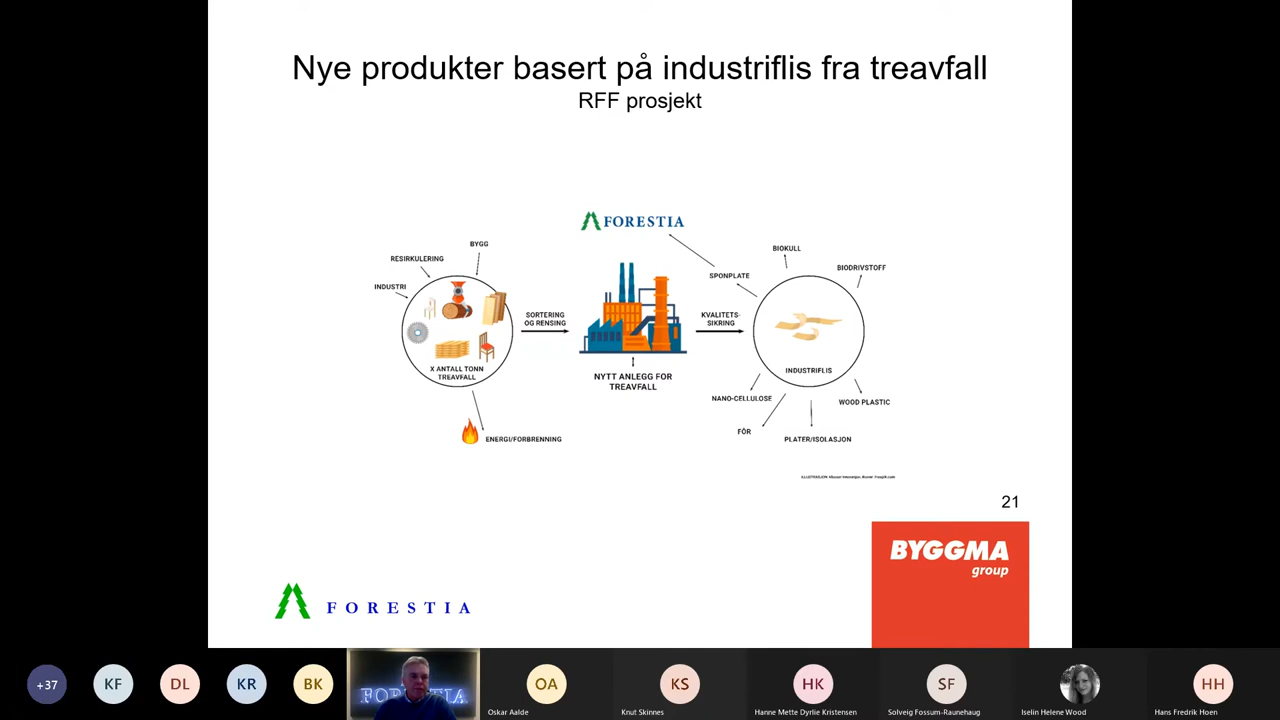 Nye produkter basert på industriflis fra treavfall
RFF prosjekt
FORESTIA
BYGG
RESIRKULERING
INDUSTRI
X ANTALL TONN
TREAVFALL
ENERGI/FORBRENNING
SORTERING
OG RENSING
NYTT ANLEGG FOR
TREAVFALL
KVALITETS-
SIKRING
SPONPLATE
BIOKULL
BIODRIVSTOFF
INDUSTRIFLIS
NANO-CELLULOSE
FÔR
PLATER/ISOLASJON
WOOD PLASTIC
21
BYGGMA
group
FORESTIA
+37
KF
DL
KR
BK
FORESTIA
OA
Oskar Aalde
KS
Knut Skinnes
HK
Hanne Mette Dyrlie Kristensen
SF
Solveig Fossum-Raunehaug
Iselin Helene Wood
HH
Hans Fredrik Hoen